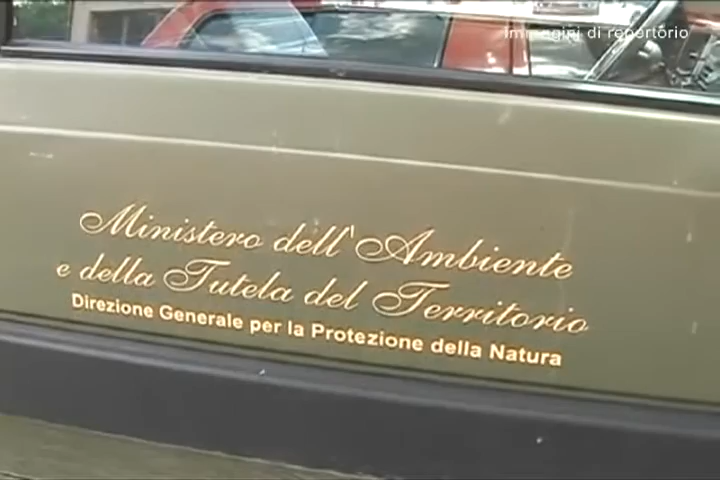 Immagini di repertorio
Ministero dell'Ambiente
e della Tutela del Territorio
Direzione Generale per la Protezione della Natura